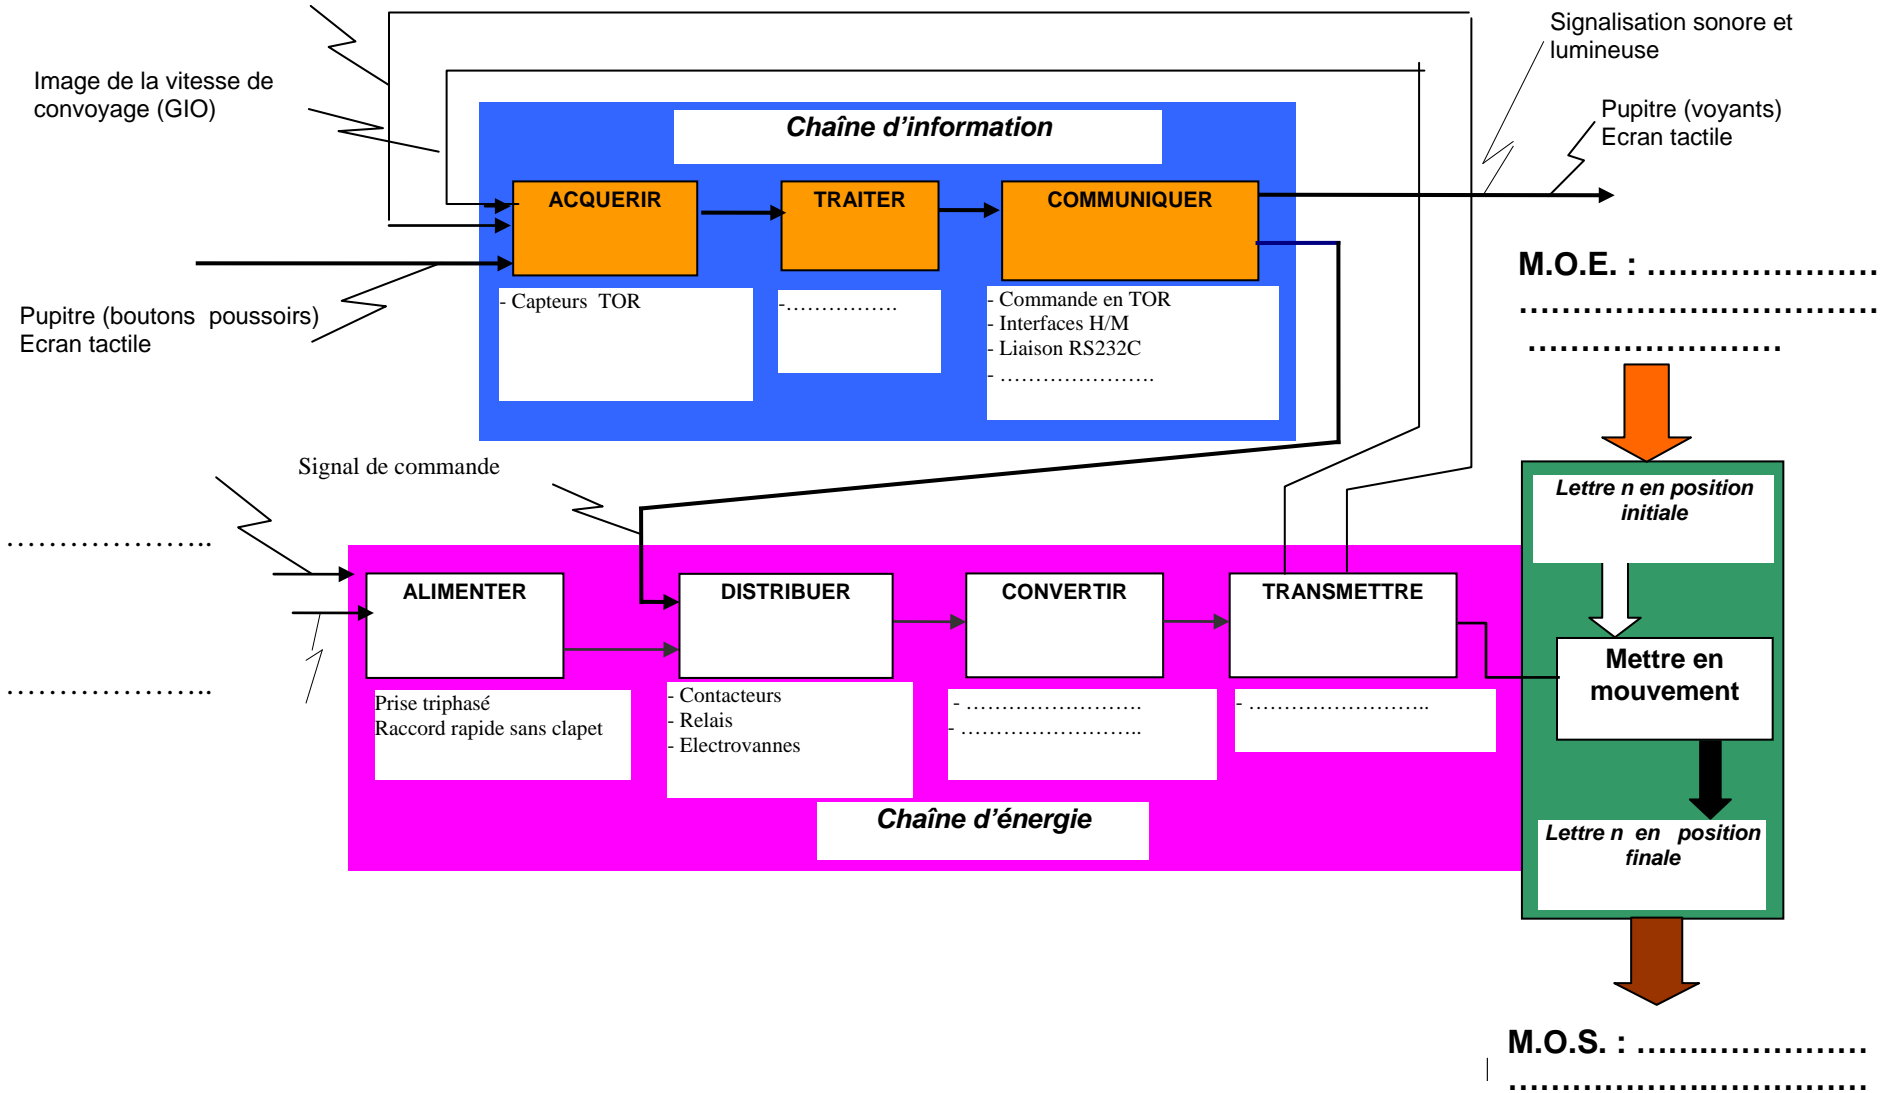 Signalisation sonore et
lumineuse
Image de la vitesse de
convoyage (GIO)
Pupitre (voyants)
Ecran tactile
Chaîne d'information
ACQUERIR
TRAITER
COMMUNIQUER
Pupitre (boutons poussoirs)
Ecran tactile
- Capteurs TOR
-…………….
- Commande en TOR
- Interfaces H/M
- Liaison RS232C
- ………………….
M.O.E. : …………………
……………………………
……………………
Signal de commande
Lettre n en position
initiale
………………..
ALIMENTER
DISTRIBUER
CONVERTIR
TRANSMETTRE
Mettre en
mouvement
………………..
Prise triphasé
Raccord rapide sans clapet
- Contacteurs
- Relais
- Electrovannes
- ………………….
- …………………..
- …………………..
Chaîne d'énergie
Lettre n en position
finale
M.O.S. : …………………
……………………………